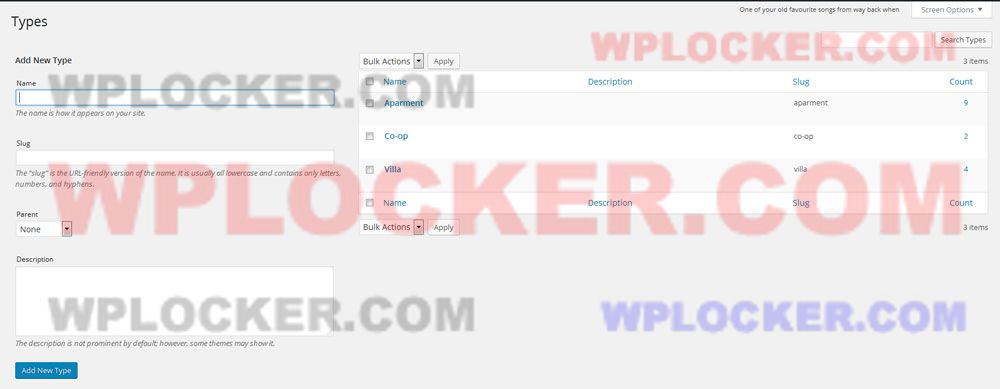 One of your old favourite songs from way back when
Screen Options
Types
WPLOCKER.COM
Search Types
Add New Type
Bulk Actions Apply
3 items
Name
Name Description Slug Count
WPLOCKER.COM
The name is how it appears on your site.
Aparment aparment 9
Slug
Co-op co-op 2
The “slug” is the URL-friendly version of the name. It is usually all lowercase and contains only letters,
numbers, and hyphens.
Villa villa 4
WPLOCKER.COM
Name Description Slug Count
Parent
None
Bulk Actions Apply
3 items
Description
WPLOCKER.COM
WPLOCKER.COM
The description is not prominent by default; however, some themes may show it.
Add New Type